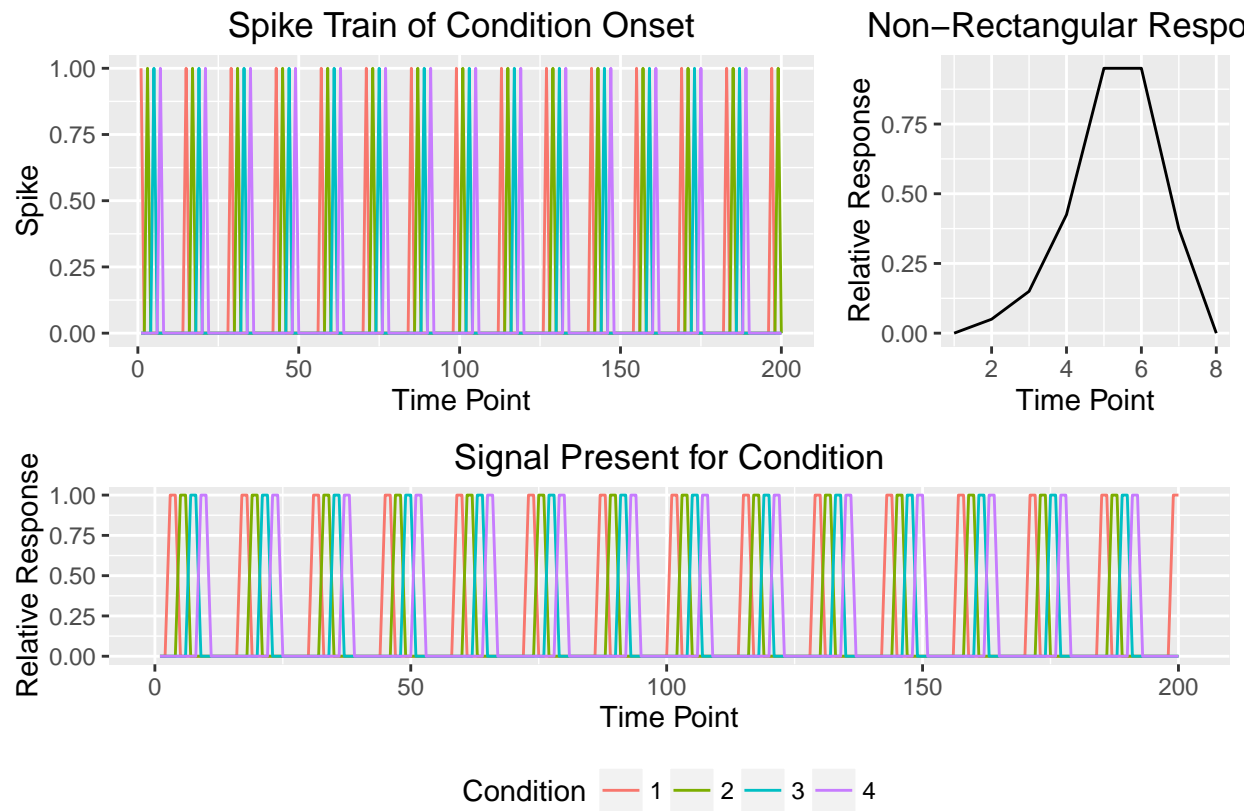 Spike Train of Condition Onset
Spike
1.00
0.75
0.50
0.25
0.00
0 50 100 150 200
Time Point
Non−Rectangular Respo
Relative Response
0.75
0.50
0.25
0.00
2 4 6 8
Time Point
Signal Present for Condition
Relative Response
1.00
0.75
0.50
0.25
0.00
0 50 100 150 200
Time Point
Condition 1 2 3 4